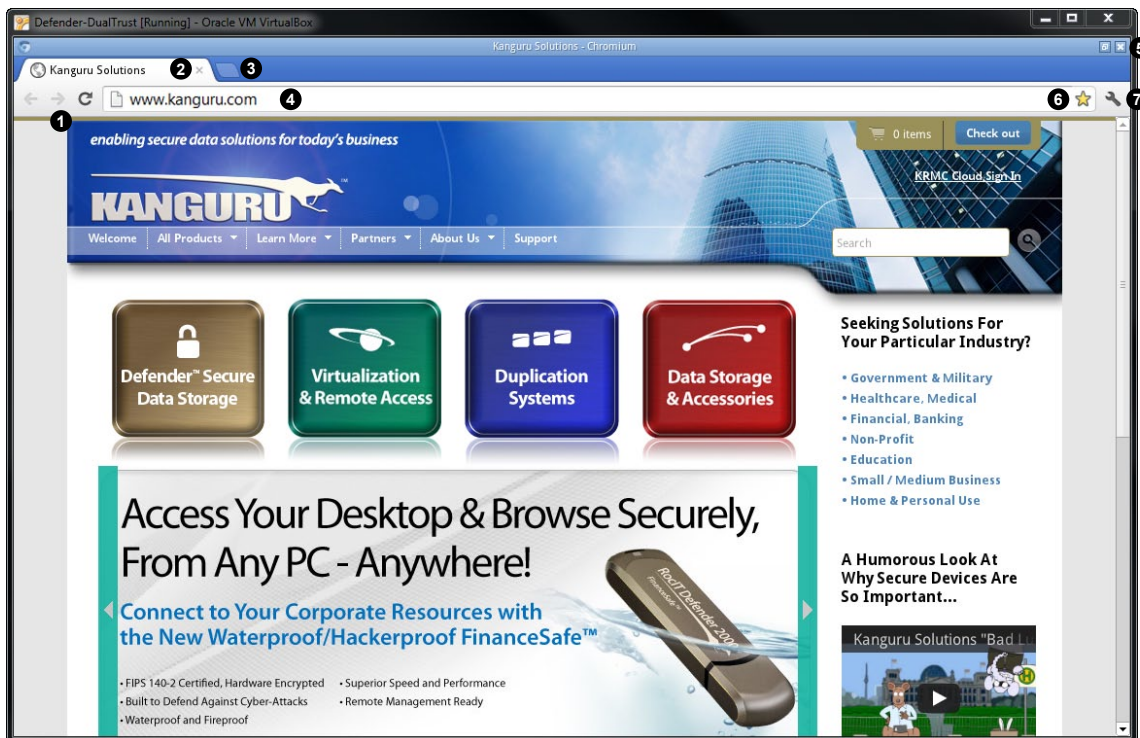 Defender-DualTrust [Running] - Oracle VM VirtualBox
Kanguru Solutions - Chromium
5
Kanguru Solutions 2 3
www.kanguru.com 4 6 7
1
enabling secure data solutions for today's business
0 items Check out
KRMC Cloud Sign In
KANGURU™
Welcome All Products Learn More Partners About Us Support
Search
Defender™ Secure
Data Storage
Virtualization
& Remote Access
Duplication
Systems
Data Storage
& Accessories
Seeking Solutions For
Your Particular Industry?
• Government & Military
• Healthcare, Medical
• Financial, Banking
• Non-Profit
• Education
• Small / Medium Business
• Home & Personal Use
Access Your Desktop & Browse Securely,
From Any PC - Anywhere!
Connect to Your Corporate Resources with
the New Waterproof/Hackerproof FinanceSafe™
• FIPS 140-2 Certified, Hardware Encrypted
• Built to Defend Against Cyber-Attacks
• Waterproof and Fireproof
• Superior Speed and Performance
• Remote Management Ready
RocIT Defender 200
FinanceSafe™
A Humorous Look At
Why Secure Devices Are
So Important...
Kanguru Solutions "Bad Lu
H